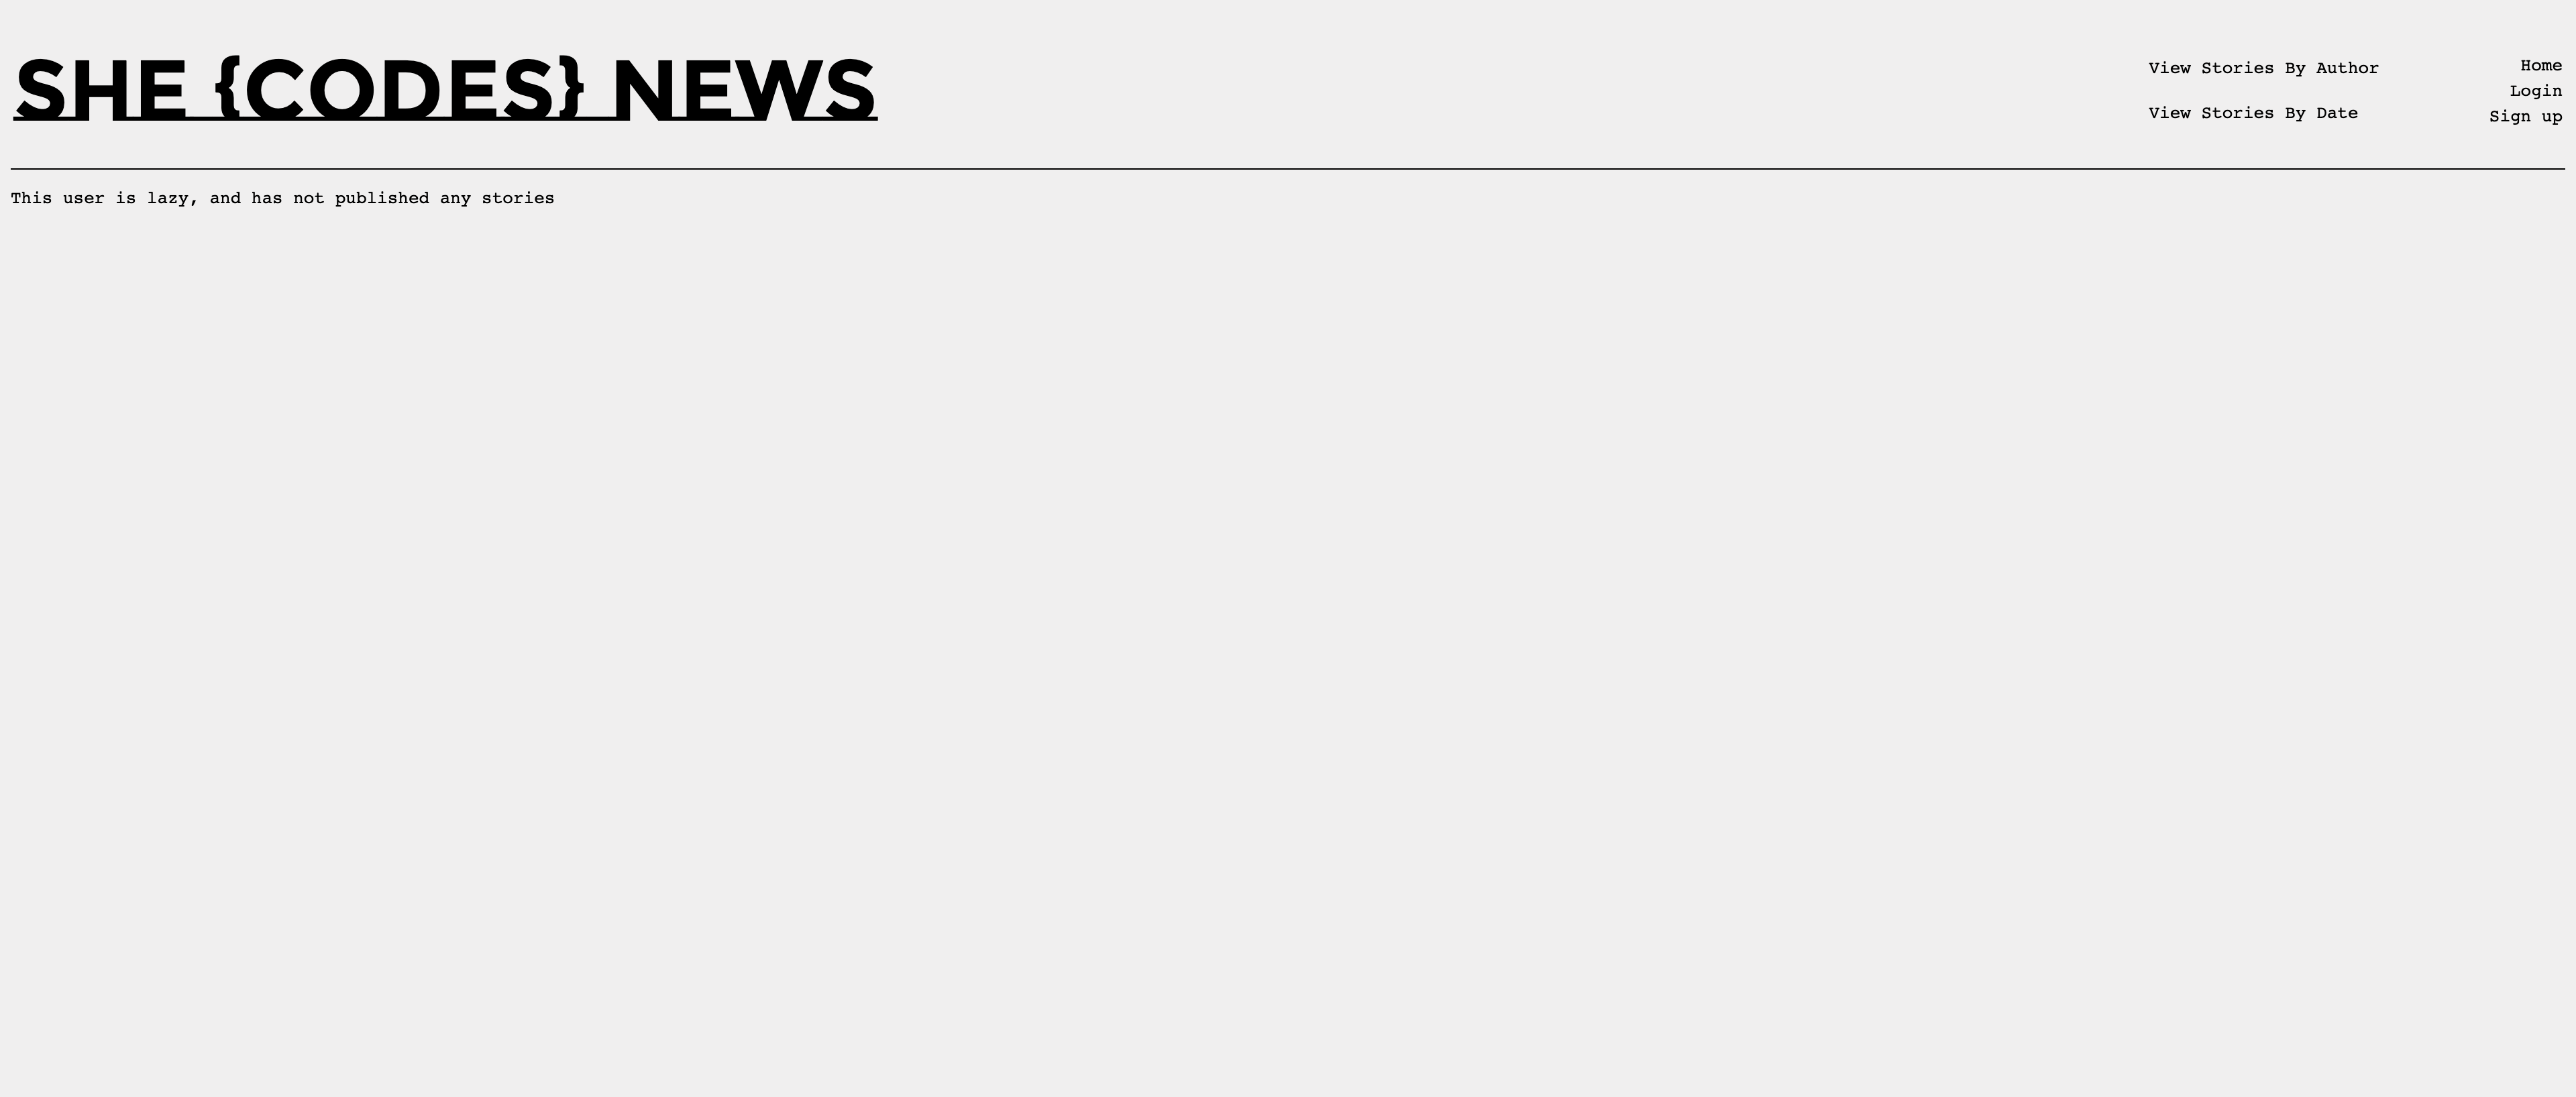 SHE {CODES} NEWS
View Stories By Author
View Stories By Date
Home
Login
Sign up
This user is lazy, and has not published any stories